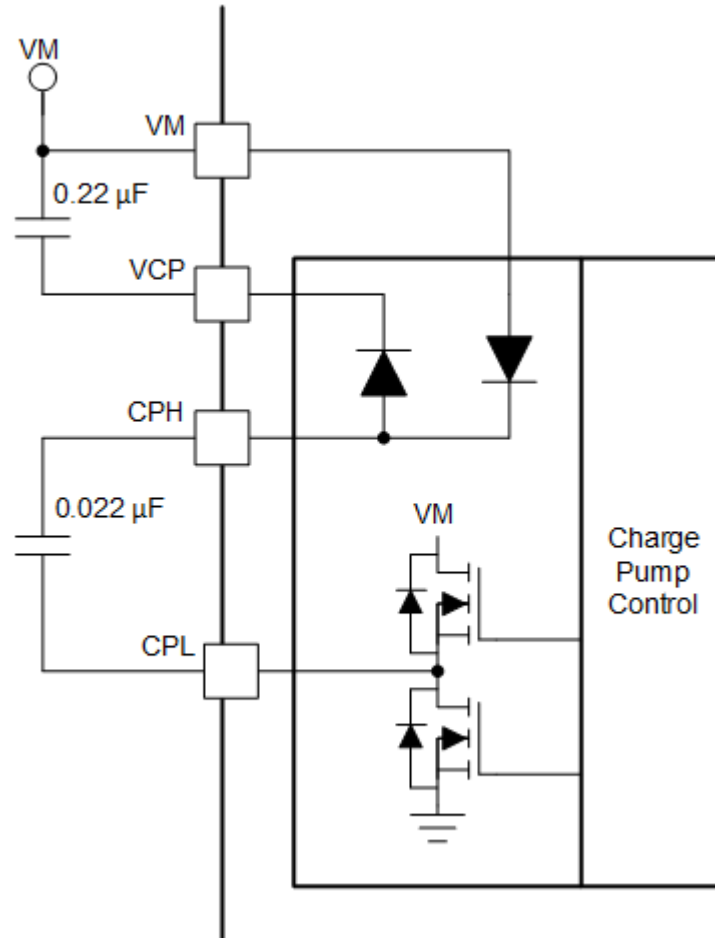 VM
VM
0.22 µF
VCP
CPH
0.022 µF
VM
Charge
Pump
Control
CPL